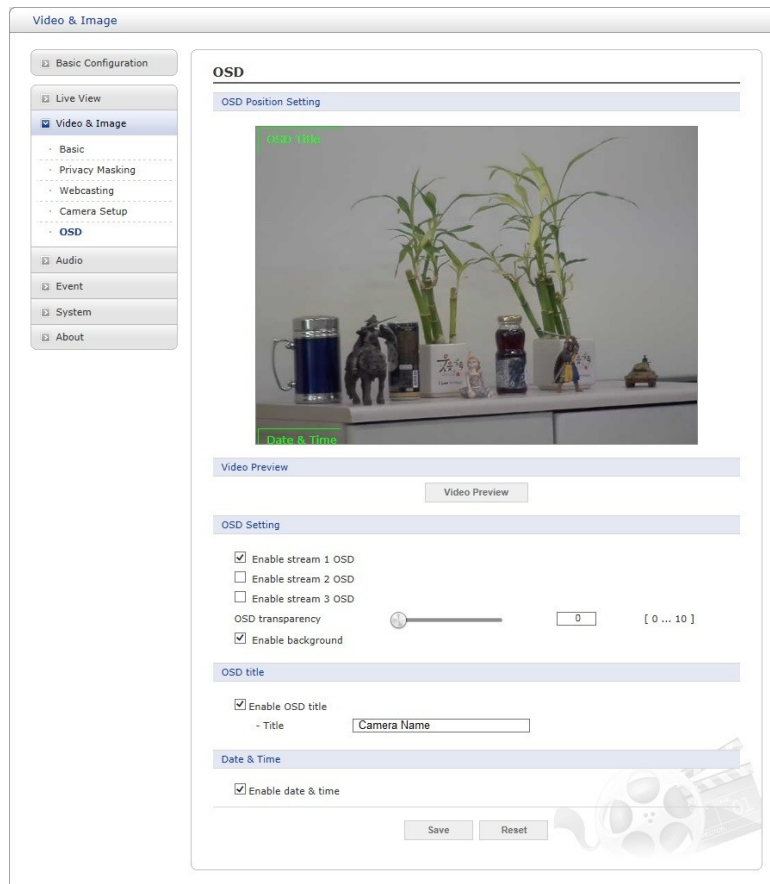 Video & Image
Basic Configuration
Live View
Video & Image
Basic
Privacy Masking
Webcasting
Camera Setup
OSD
Audio
Event
System
About
OSD
OSD Position Setting
OSD Title
Date & Time
Video Preview
Video Preview
OSD Setting
Enable stream 1 OSD
Enable stream 2 OSD
Enable stream 3 OSD
OSD transparency 0 [ 0 ... 10 ]
Enable background
OSD title
Enable OSD title
- Title Camera Name
Date & Time
Enable date & time
Save Reset